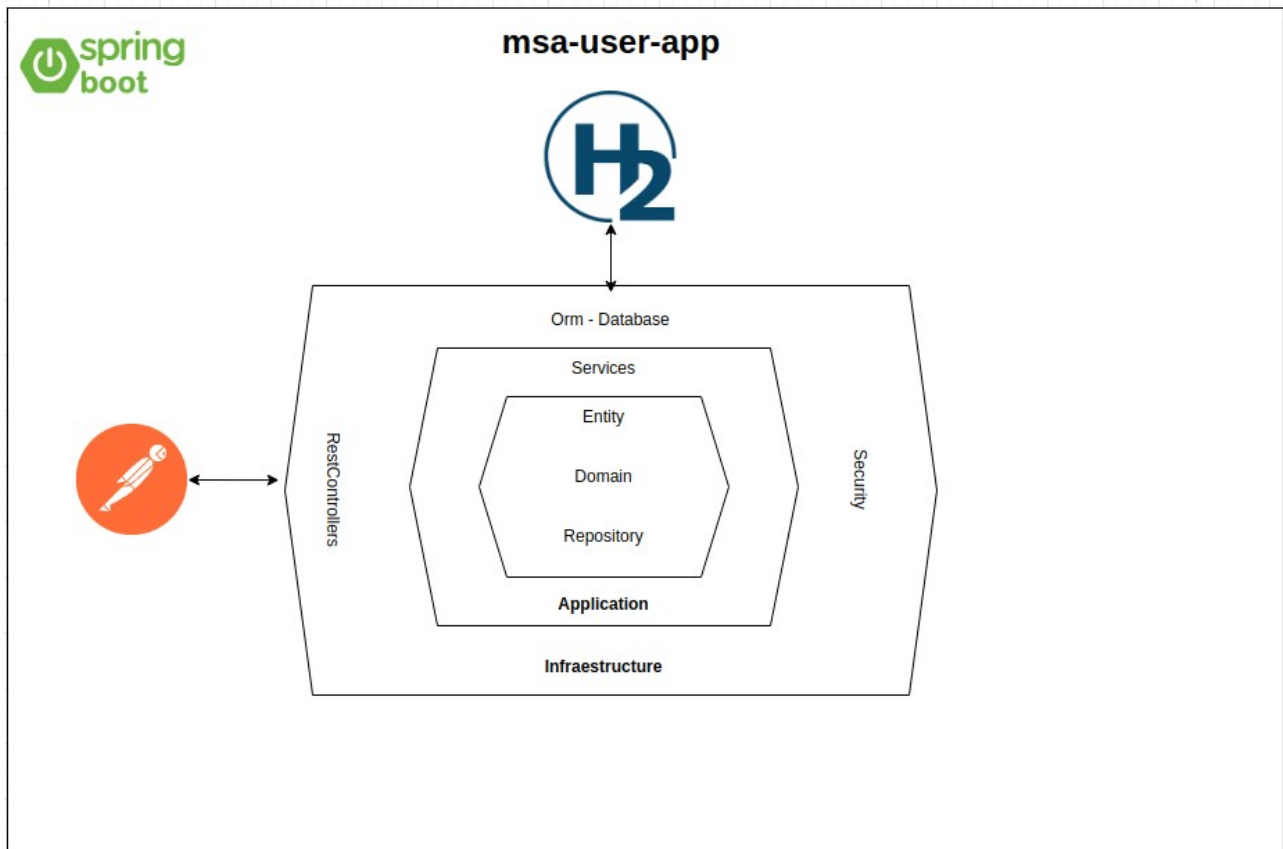 spring
boot
msa-user-app
H2
Orm - Database
Services
Entity
RestControllers
Domain
Security
Repository
Application
Infraestructure